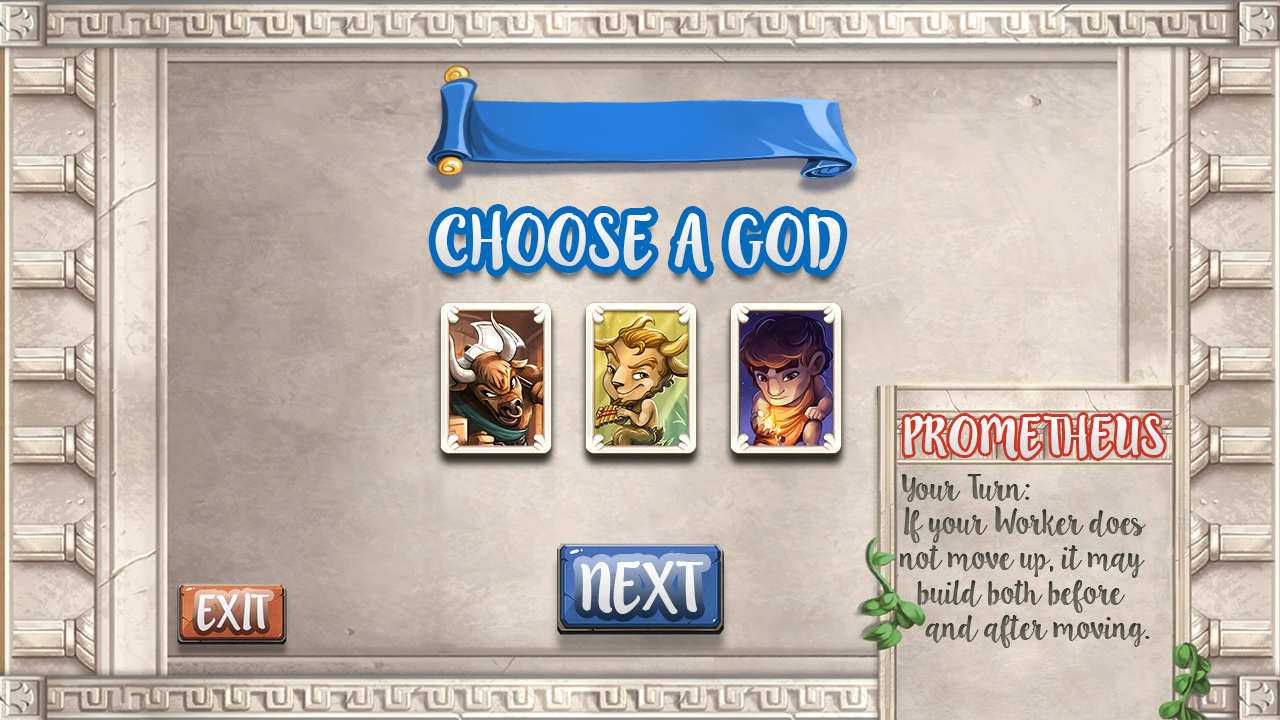 CHOOSE A GOD
PROMETHEUS
Your Turn:
If your Worker does
not move up, it may
build both before
and after moving.
NEXT
EXIT